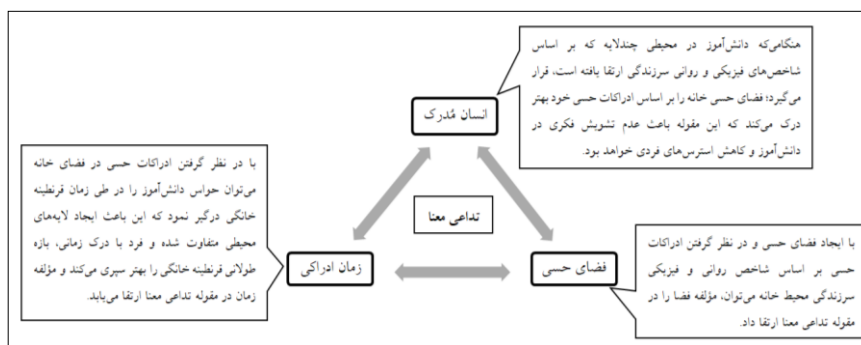 هنگامی‌که دانش‌آموز در محیطی چندلایه که بر اساس
شاخص‌های فیزیکی و روانی سرزندگی ارتقا یافته است، قرار
می‌گیرد؛ فضای حسی خانه را بر اساس ادراکات حسی خود بهتر
درک می‌کند که این مقوله باعث عدم تشویش فکری در
دانش‌آموز و کاهش استرس‌های فردی خواهد بود.
انسان مُدرک
با در نظر گرفتن ادراکات حسی در فضای خانه
می‌توان حواس دانش‌آموز را در طی زمان قرنطینه
خانگی درگیر نمود که این باعث ایجاد لایه‌های
محیطی متفاوت شده و فرد با درک زمانی، بازه
طولانی قرنطینه خانگی را بهتر سپری می‌کند و مؤلفه
زمان در مقوله تداعی معنا ارتقا می‌یابد.
تداعی معنا
زمان ادراکی
فضای حسی
با ایجاد فضای حسی و در نظر گرفتن ادراکات
حسی بر اساس شاخص روانی و فیزیکی
سرزندگی محیط خانه می‌توان، مؤلفه فضا را در
مقوله تداعی معنا ارتقا داد.